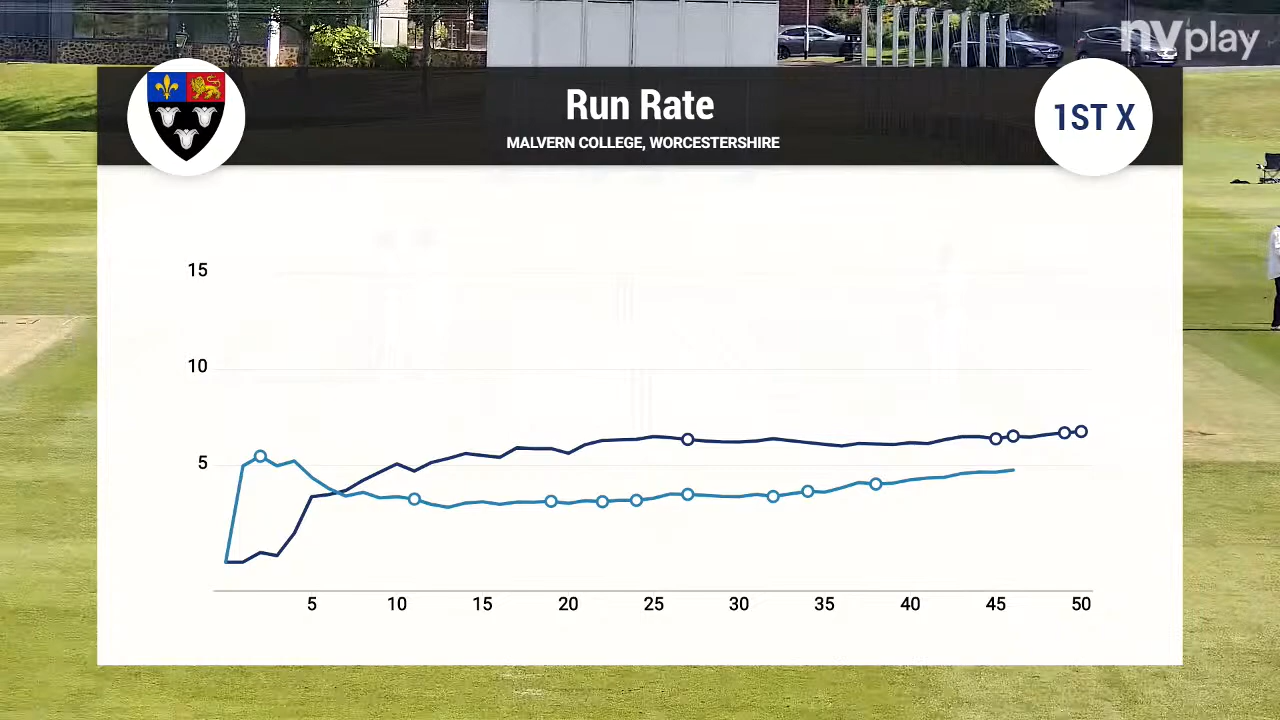 nvplay
Run Rate
MALVERN COLLEGE, WORCESTERSHIRE
1ST X
15
10
5
5 10 15 20 25 30 35 40 45 50